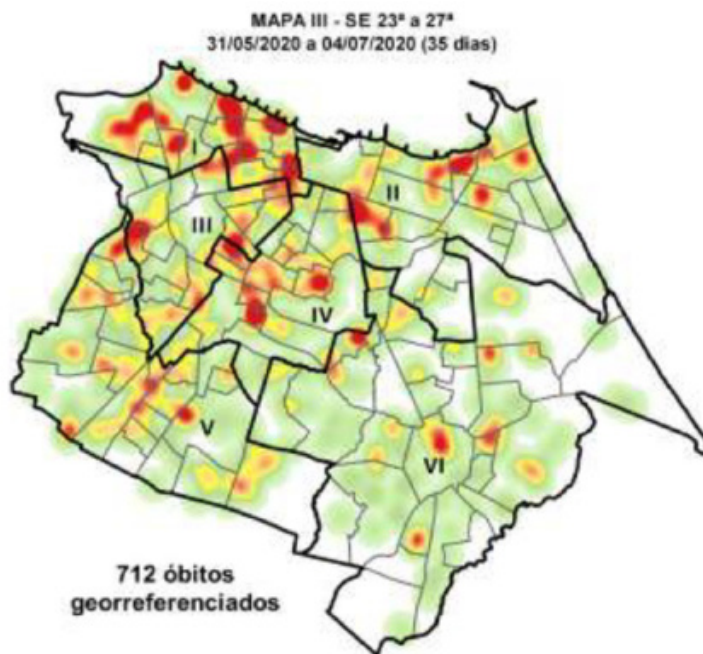 MAPA III - SE 23ª a 27ª
31/05/2020 a 04/07/2020 (35 dias)
I
II
III
IV
V
VI
712 óbitos
georreferenciados